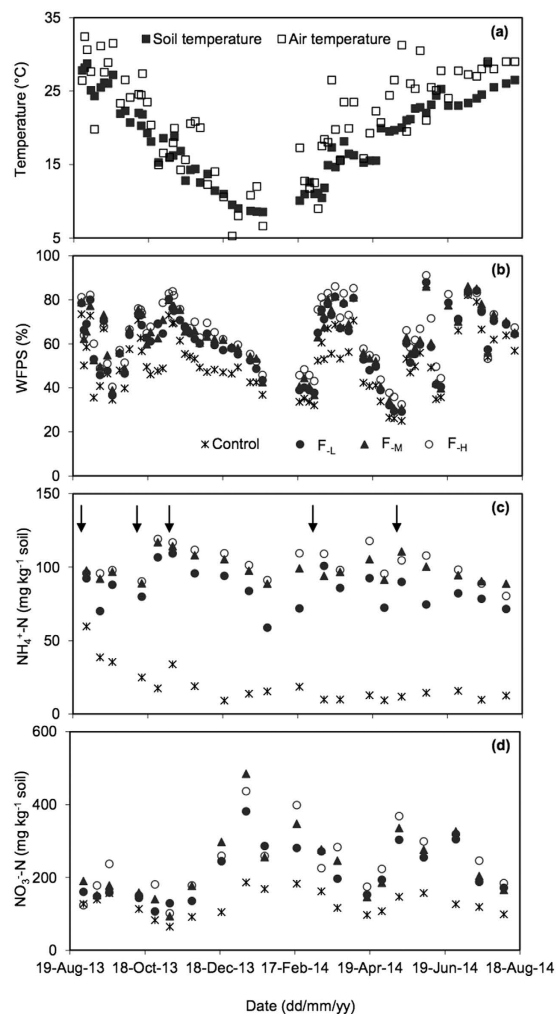 (a)
Soil temperature
Air temperature
Temperature (°C)
35
25
15
5
(b)
WFPS (%)
100
80
60
40
20
0
Control
F-L
F-M
F-H
(c)
NH₄⁺-N (mg kg⁻¹ soil)
150
100
50
0
(d)
NO₃⁻-N (mg kg⁻¹ soil)
600
400
200
0
19-Aug-13 18-Oct-13 18-Dec-13 17-Feb-14 19-Apr-14 19-Jun-14 18-Aug-14
Date (dd/mm/yy)